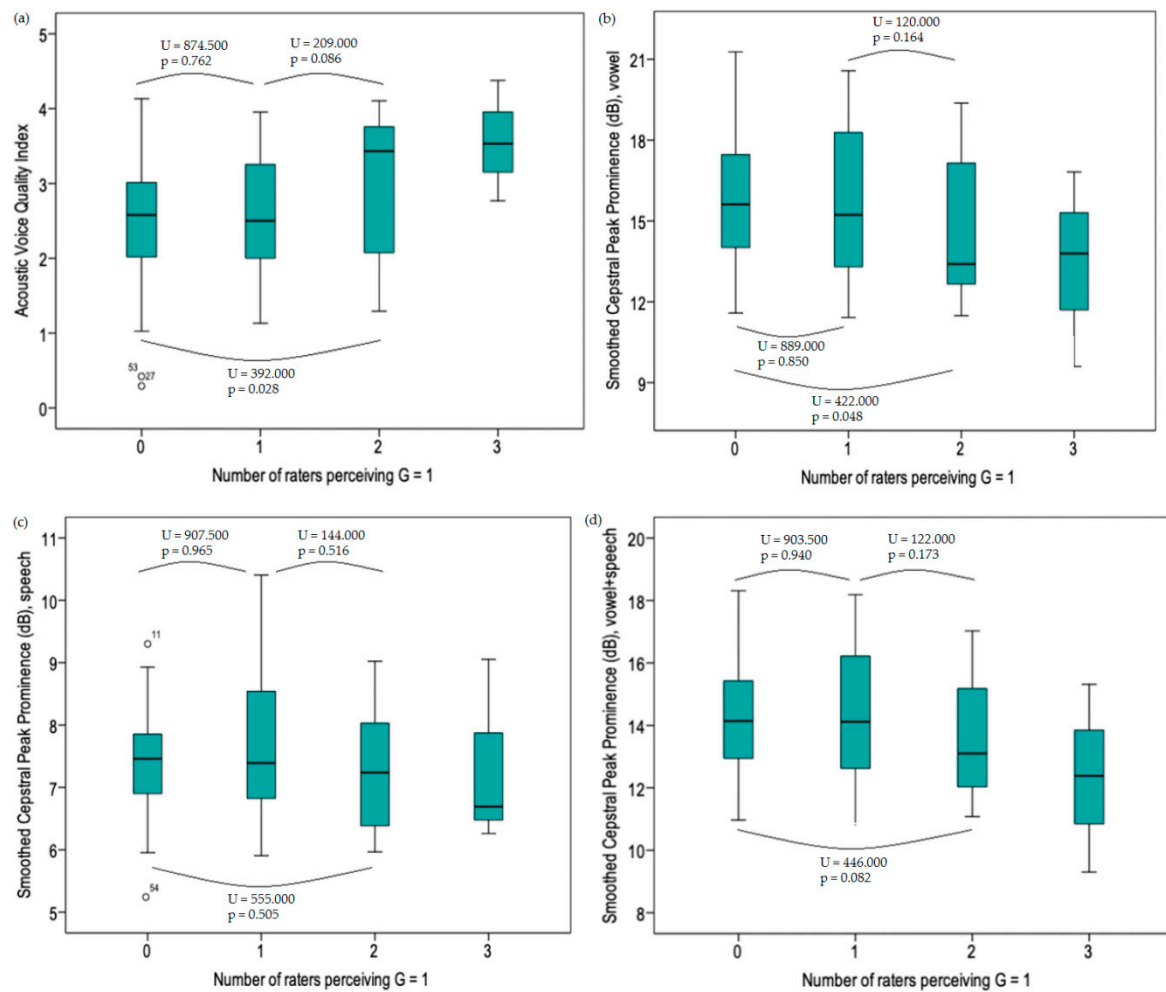 (a)
U = 874.500
p = 0.762
U = 209.000
p = 0.086
5
4
3
2
1
0
Acoustic Voice Quality Index
53
27
U = 392.000
p = 0.028
0 1 2 3
Number of raters perceiving G = 1
(b)
U = 120.000
p = 0.164
21
18
15
12
9
Smoothed Cepstral Peak Prominence (dB), vowel
U = 889.000
p = 0.850
U = 422.000
p = 0.048
0 1 2 3
Number of raters perceiving G = 1
(c)
U = 907.500
p = 0.965
U = 144.000
p = 0.516
11
10
9
8
7
6
5
Smoothed Cepstral Peak Prominence (dB), speech
11
54
U = 555.000
p = 0.505
0 1 2 3
Number of raters perceiving G = 1
(d)
U = 903.500
p = 0.940
U = 122.000
p = 0.173
20
18
16
14
12
10
8
Smoothed Cepstral Peak Prominence (dB), vowel+speech
U = 446.000
p = 0.082
0 1 2 3
Number of raters perceiving G = 1